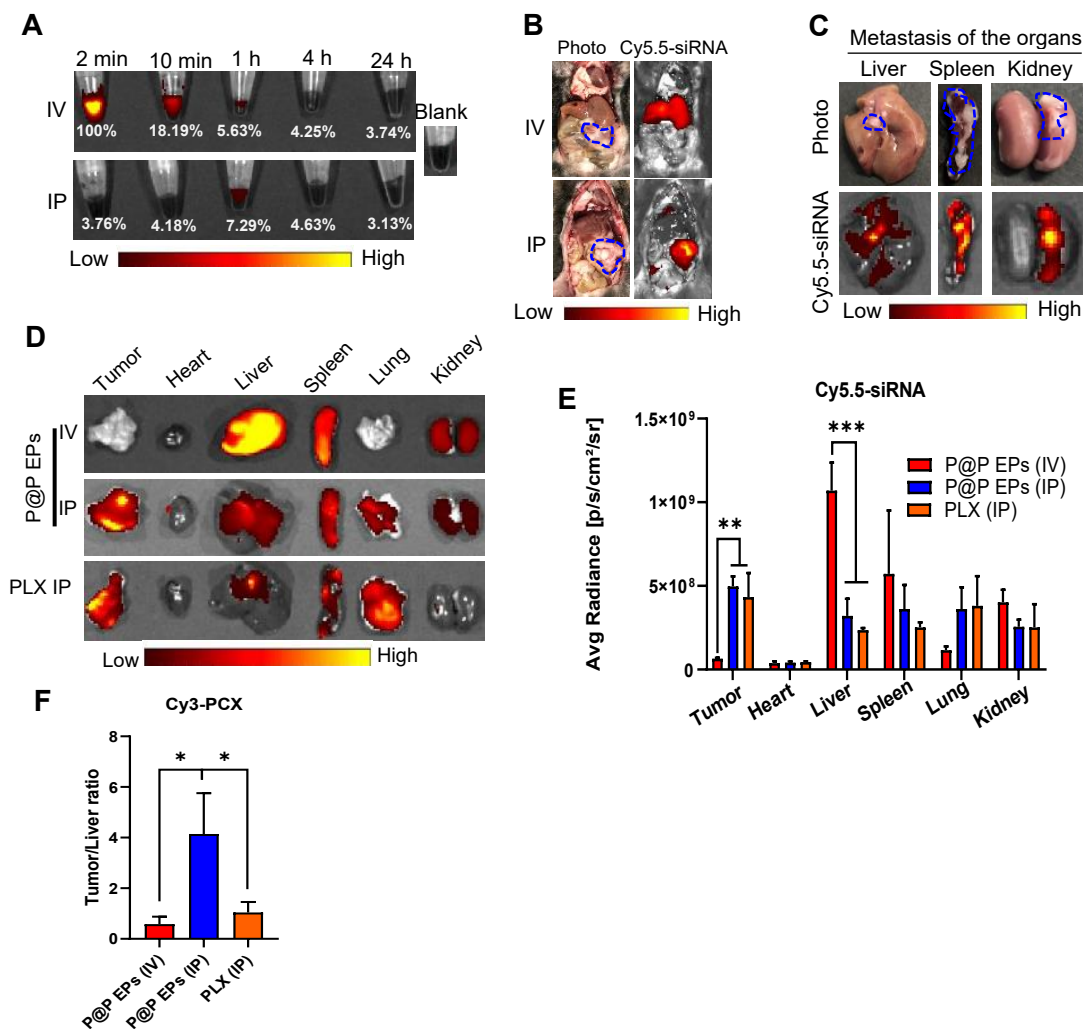 A
2 min 10 min 1 h 4 h 24 h
IV
100% 18.19% 5.63% 4.25% 3.74%
Blank
IP
3.76% 4.18% 7.29% 4.63% 3.13%
Low High
B
Photo Cy5.5-siRNA
IV
IP
Low High
C
Metastasis of the organs
Liver Spleen Kidney
Photo
Cy5.5-siRNA
Low High
D
Tumor Heart Liver Spleen Lung Kidney
P@P EPs
IV
IP
PLX IP
Low High
E
Cy5.5-siRNA
Avg Radiance [p/s/cm²/sr]
1.5×10⁹
1×10⁹
5×10⁸
0
**
***
P@P EPs (IV)
P@P EPs (IP)
PLX (IP)
Tumor Heart Liver Spleen Lung Kidney
F
Cy3-PCX
Tumor/Liver ratio
8
6
4
2
0
* *
P@P EPs (IV) P@P EPs (IP) PLX (IP)